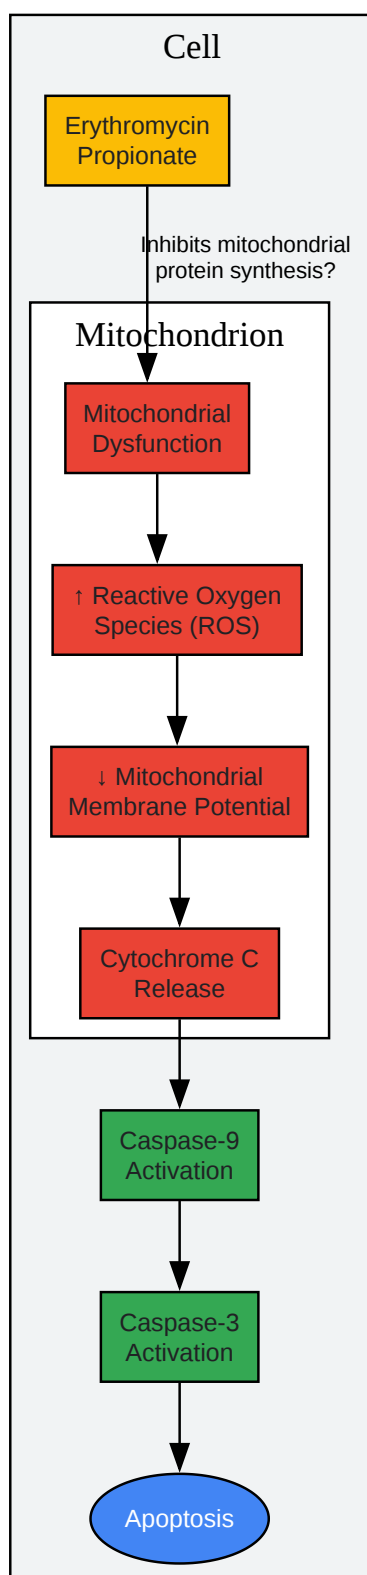 Cell
Erythromycin
Propionate
Inhibits mitochondrial
protein synthesis?
Mitochondrion
Mitochondrial
Dysfunction
↑ Reactive Oxygen
Species (ROS)
↓ Mitochondrial
Membrane Potential
Cytochrome C
Release
Caspase-9
Activation
Caspase-3
Activation
Apoptosis